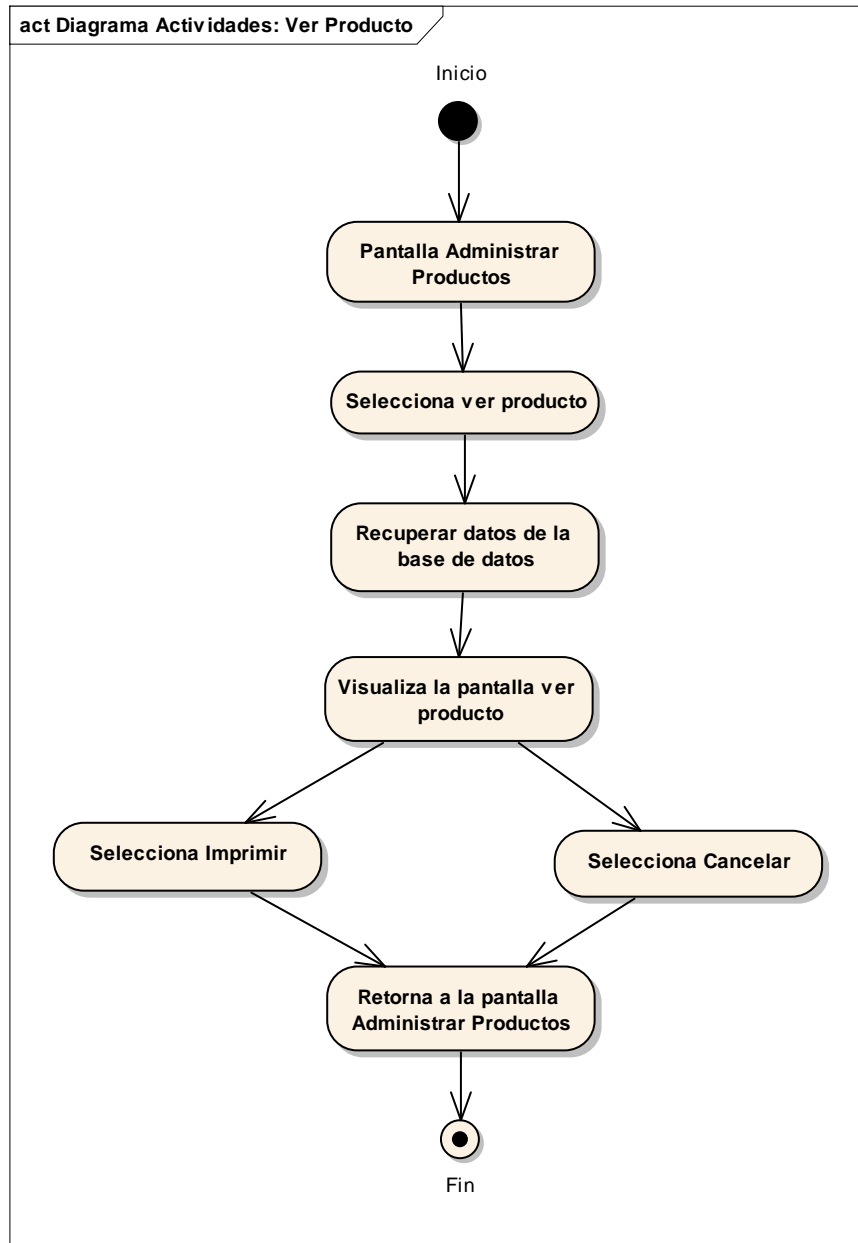 act Diagrama Actividades: Ver Producto
Inicio
Pantalla Administrar
Productos
Selecciona ver producto
Recuperar datos de la
base de datos
Visualiza la pantalla ver
producto
Selecciona Imprimir
Selecciona Cancelar
Retorna a la pantalla
Administrar Productos
Fin